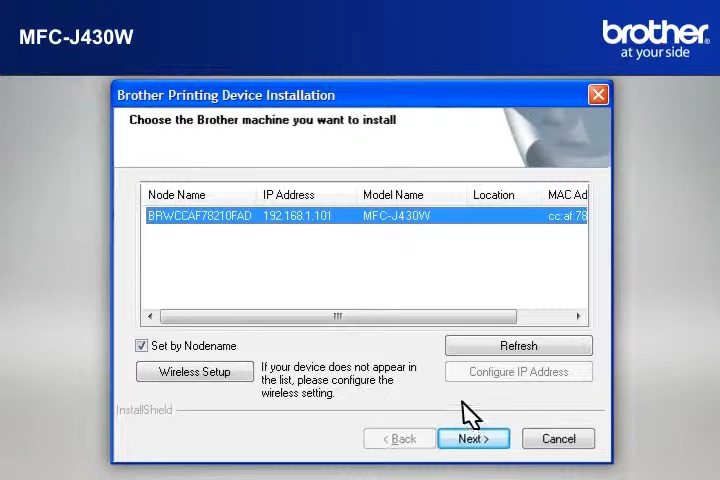 MFC-J430W
brother
at your side
Brother Printing Device Installation
Choose the Brother machine you want to install
Node Name IP Address Model Name Location MAC Ad
BRWCCAF78210FAD 192.168.1.101 MFC-J430W cc:af:78
Set by Nodename
Refresh
Wireless Setup
If your device does not appear in
the list, please configure the
wireless setting.
Configure IP Address
InstallShield
< Back Next > Cancel